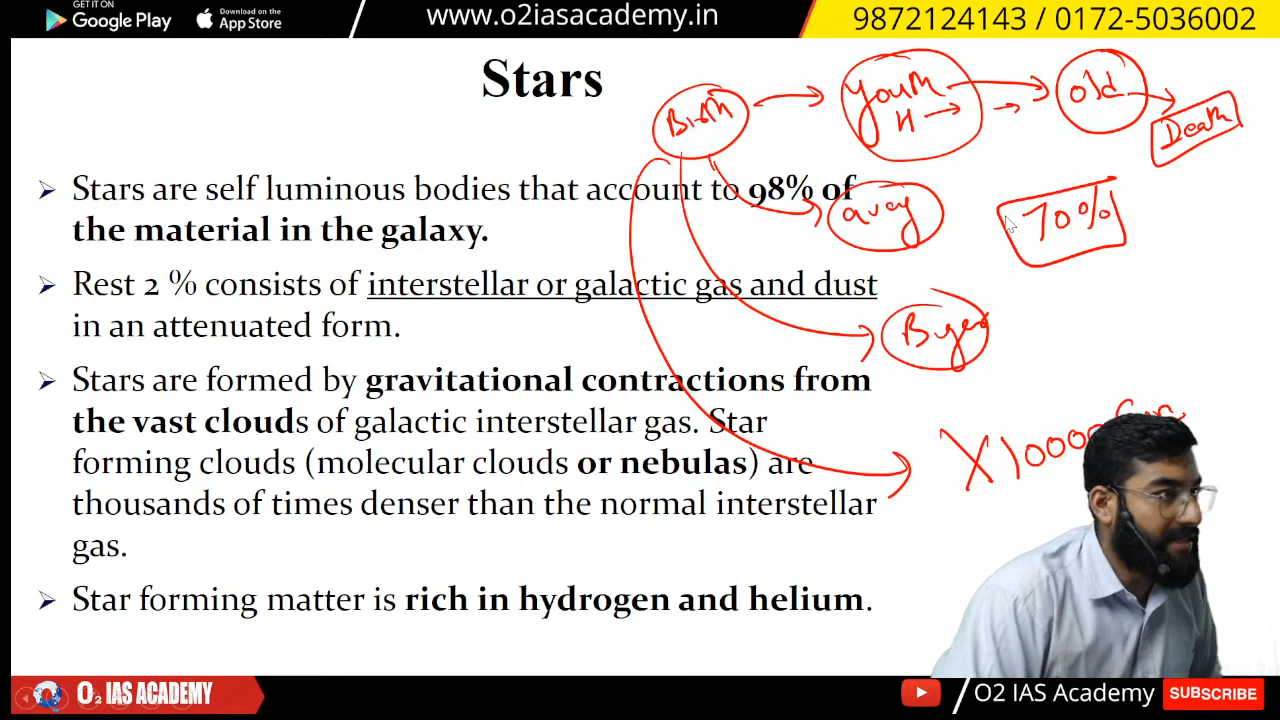 GET IT ON
Google Play
Download on the
App Store
www.o2iasacademy.in
9872124143 / 0172-5036002
Stars
Birth
Youth
H
old
Death
➢ Stars are self luminous bodies that account to 98% of
the material in the galaxy.
avag
70%
➢ Rest 2 % consists of interstellar or galactic gas and dust
in an attenuated form.
➢ Stars are formed by gravitational contractions from
the vast clouds of galactic interstellar gas. Star
forming clouds (molecular clouds or nebulas) are
thousands of times denser than the normal interstellar
gas.
X 10000
➢ Star forming matter is rich in hydrogen and helium.
O2 IAS ACADEMY
O2 IAS Academy
SUBSCRIBE